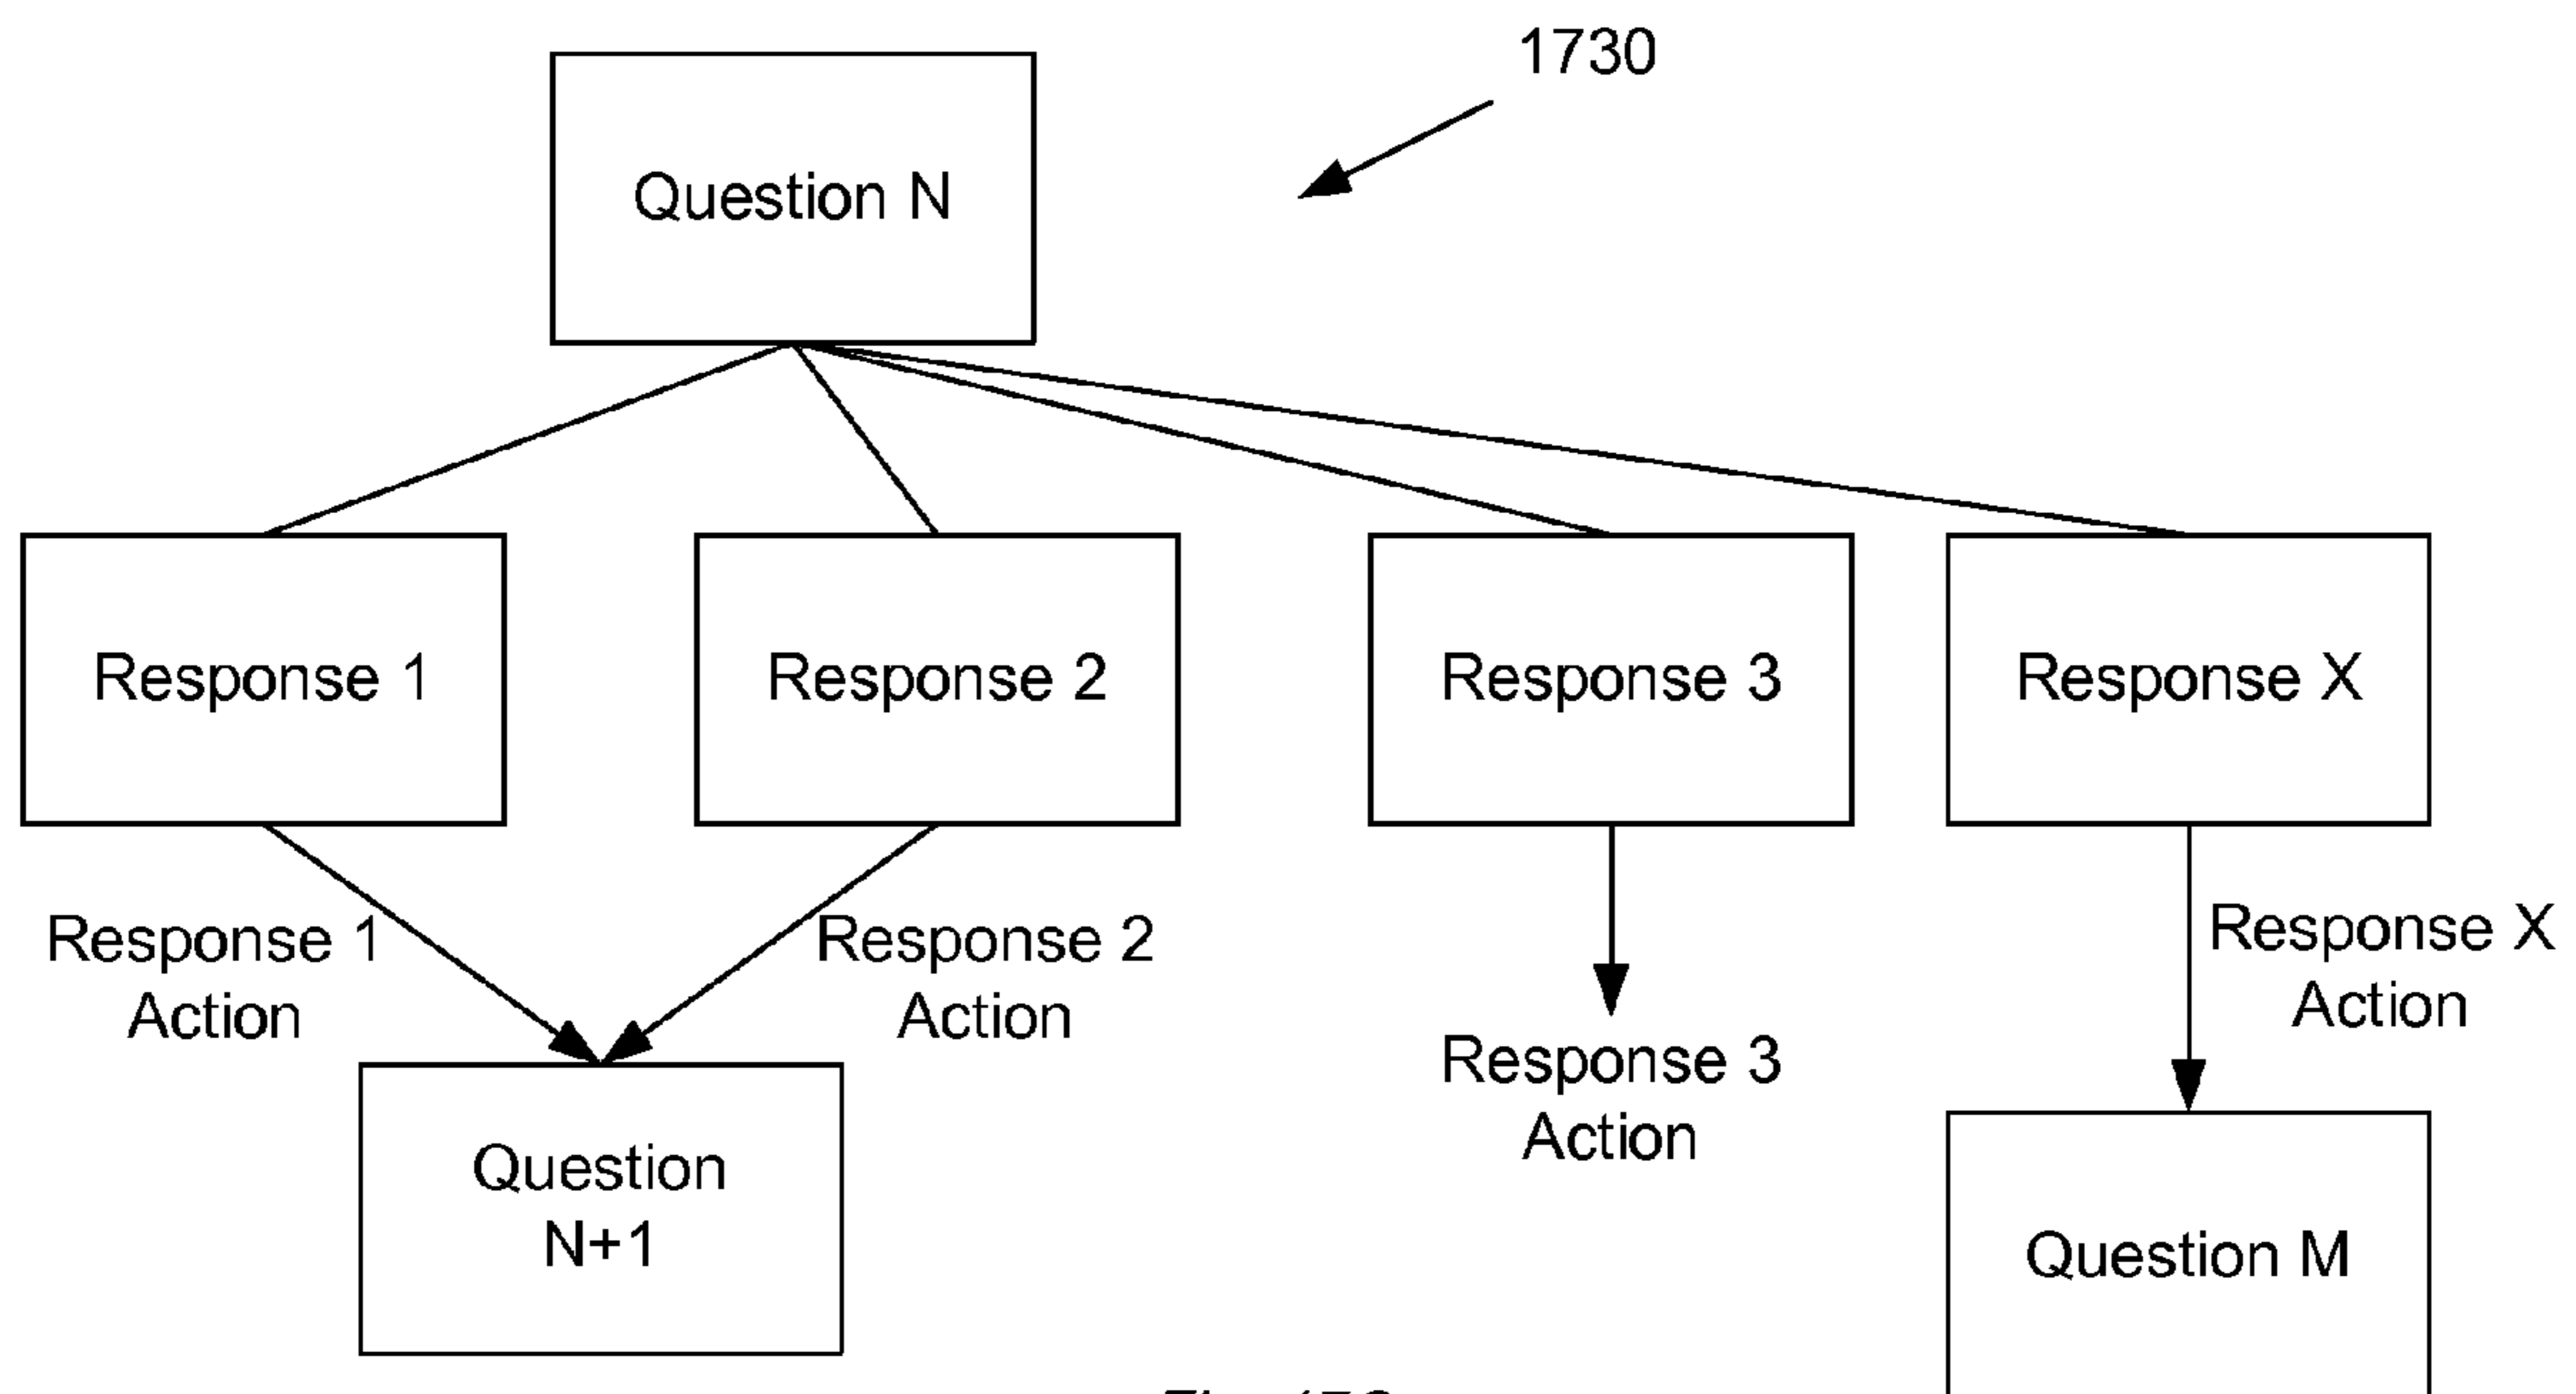 1730
Question N
Response 1
Response 2
Response 3
Response X
Response 1
Action
Response 2
Action
Response 3
Action
Response X
Action
Question
N+1
Question M